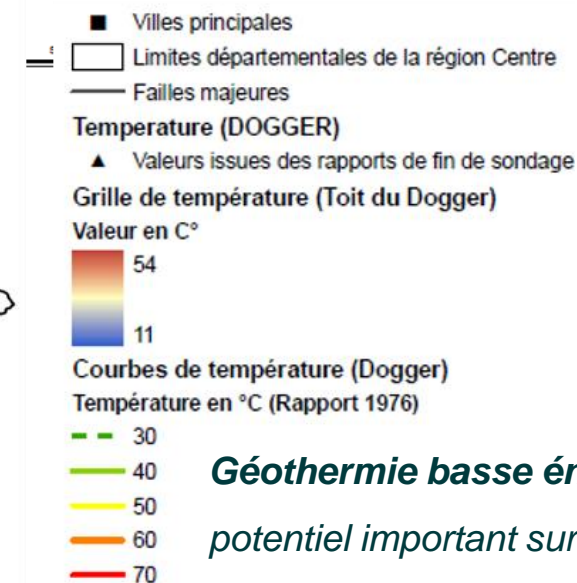 Villes principales
Limites départementales de la région Centre
Failles majeures
Temperature (DOGGER)
Valeurs issues des rapports de fin de sondage
Grille de température (Toit du Dogger)
Valeur en C°
54
11
Courbes de température (Dogger)
Température en °C (Rapport 1976)
30
40
50
60
70
Géothermie basse
potentiel important sur